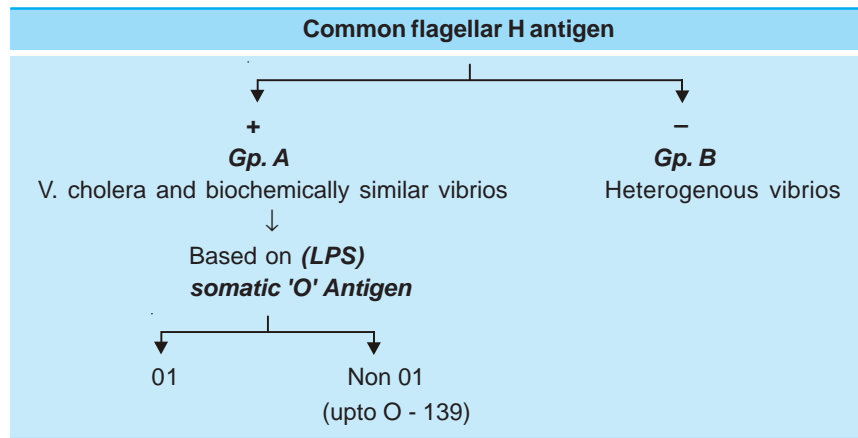 Common flagellar H antigen
+
–
Gp. A
Gp. B
V. cholera and biochemically similar vibrios
Heterogenous vibrios
↓
Based on (LPS)
somatic 'O' Antigen
01
Non 01
(upto O - 139)